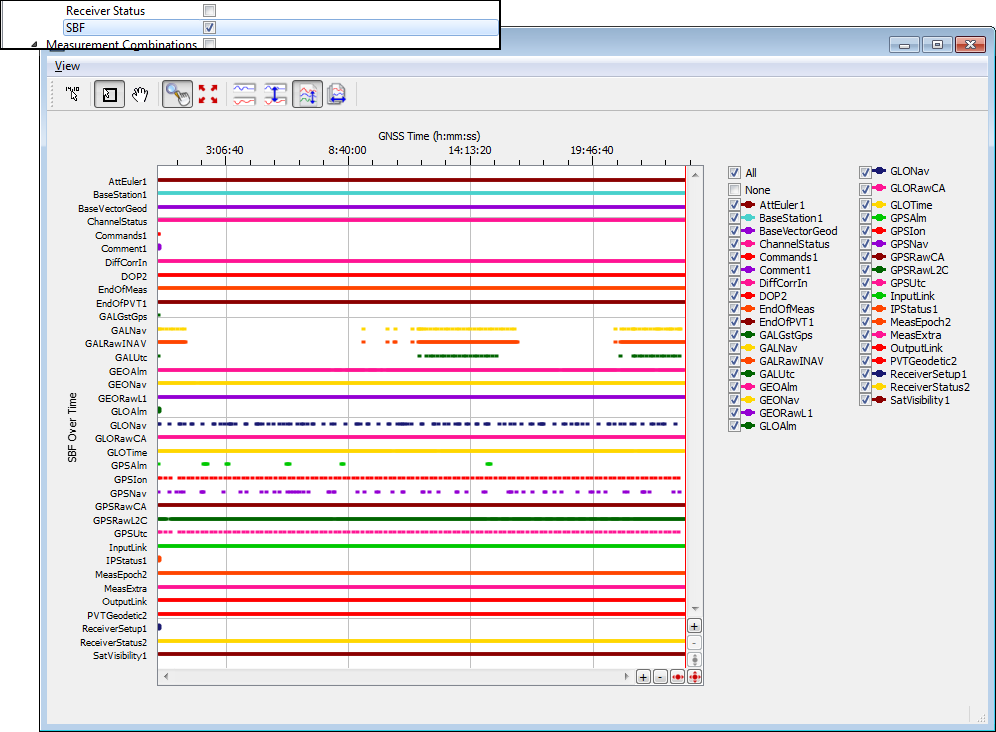 Receiver Status
SBF
Measurement Combinations
View
GNSS Time (h:mm:ss)
3:06:40 8:40:00 14:13:20 19:46:40
SBF Over Time
AttEuler1
BaseStation1
BaseVectorGeod
ChannelStatus
Commands1
Comment1
DiffCorrIn
DOP2
EndOfMeas
EndOfPVT1
GALGstGps
GALNav
GALRawINAV
GALUtc
GEOAlm
GEONav
GEORawL1
GLOAlm
GLONav
GLORawCA
GLOTime
GPSAlm
GPSIon
GPSNav
GPSRawCA
GPSRawL2C
GPSUtc
InputLink
IPStatus1
MeasEpoch2
MeasExtra
OutputLink
PVTGeodetic2
ReceiverSetup1
ReceiverStatus2
SatVisibility1
All
None
AttEuler1
BaseStation1
BaseVectorGeod
ChannelStatus
Commands1
Comment1
DiffCorrIn
DOP2
EndOfMeas
EndOfPVT1
GALGstGps
GALNav
GALRawINAV
GALUtc
GEOAlm
GEONav
GEORawL1
GLOAlm
GLONav
GLORawCA
GLOTime
GPSAlm
GPSIon
GPSNav
GPSRawCA
GPSRawL2C
GPSUtc
InputLink
IPStatus1
MeasEpoch2
MeasExtra
OutputLink
PVTGeodetic2
ReceiverSetup1
ReceiverStatus2
SatVisibility1